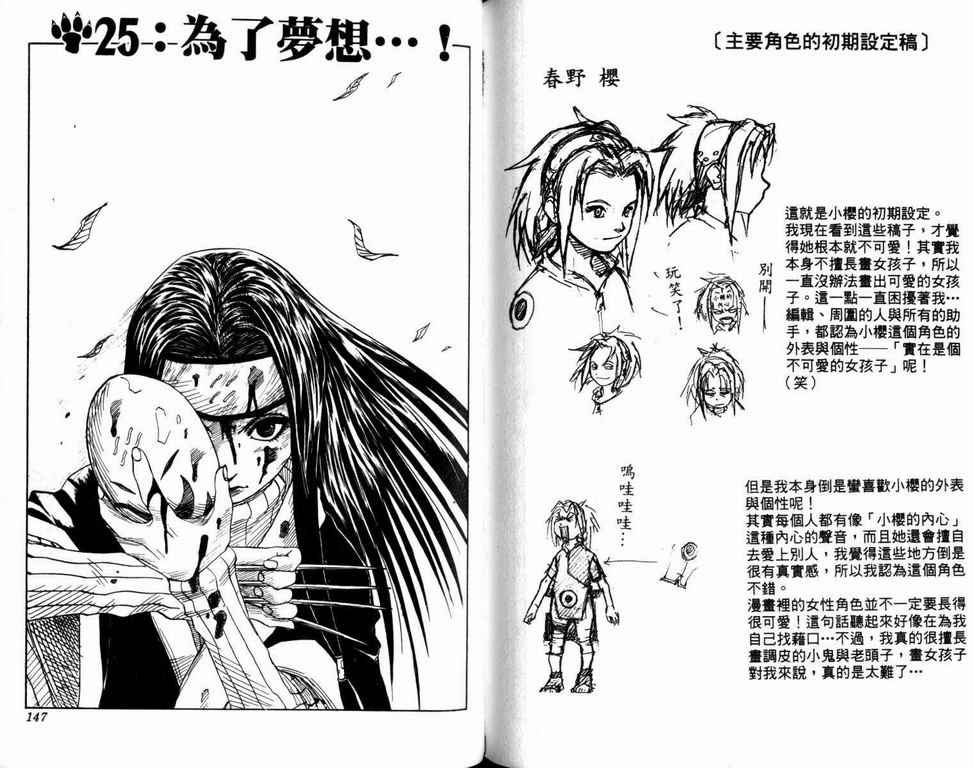 25：為了夢想…！
147
〔主要角色的初期設定稿〕
春野 櫻
這就是小櫻的初期設定。
我現在看到這些稿子，才覺
得她根本就不可愛！其實我
本身不擅長畫女孩子，所以
一直沒辦法畫出可愛的女孩
子。這一點一直困擾著我…
編輯、周圍的人與所有的助
手，都認為小櫻這個角色的
外表與個性——「實在是個
不可愛的女孩子」呢！
（笑）
別開——
玩笑了！
嗚哇哇哇…
但是我本身倒是蠻喜歡小櫻的外表
與個性呢！
其實每個人都有像「小櫻的內心」
這種內心的聲音，而且她還會擅自
去愛上別人，我覺得這些地方倒是
很有真實感，所以我認為這個角色
不錯。
漫畫裡的女性角色並不一定要長得
很可愛！這句話聽起來好像在為我
自己找藉口…不過，我真的很擅長
畫調皮的小鬼與老頭子，畫女孩子
對我來說，真的是太難了…